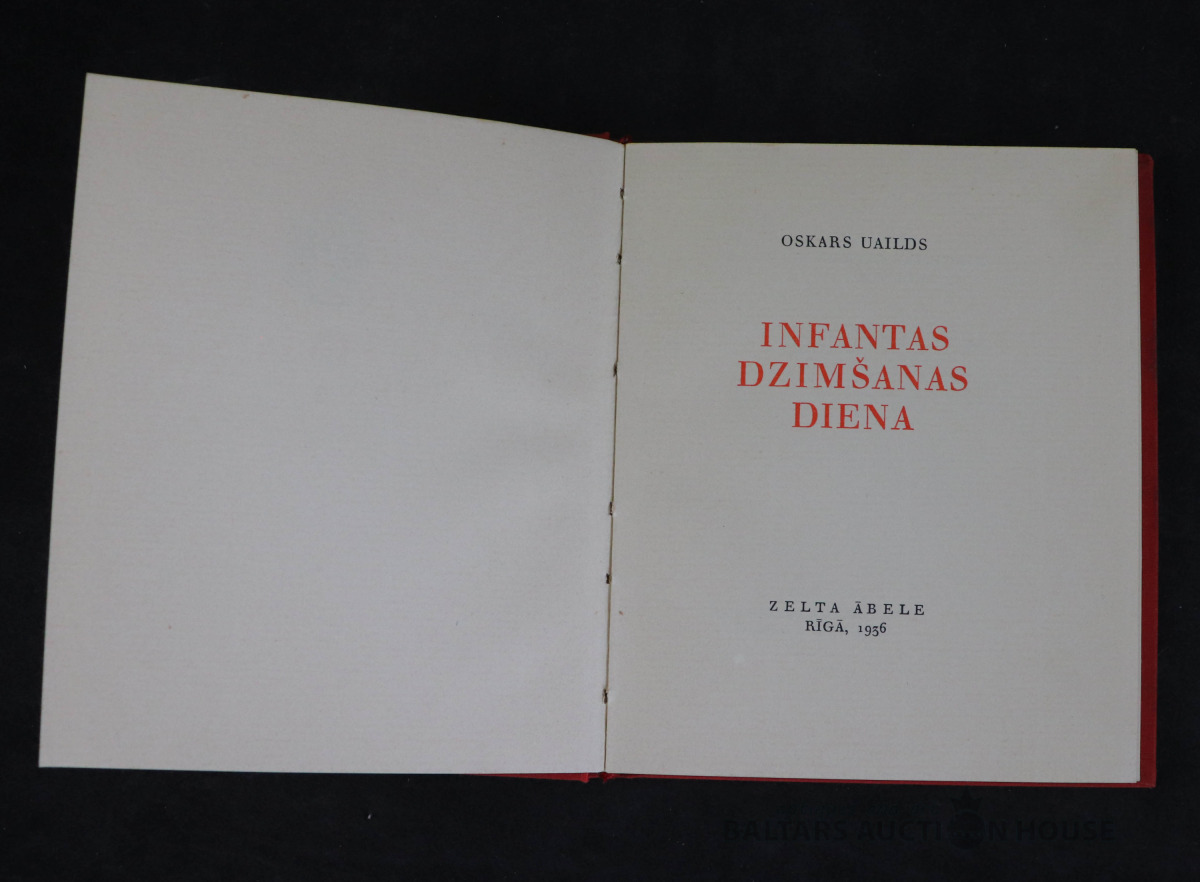 OSKARS UAILDS
INFANTAS
DZIMŠANAS
DIENA
ZELTA ĀBELE
RĪGĀ, 1936
BALTARS AUCTION HOUSE